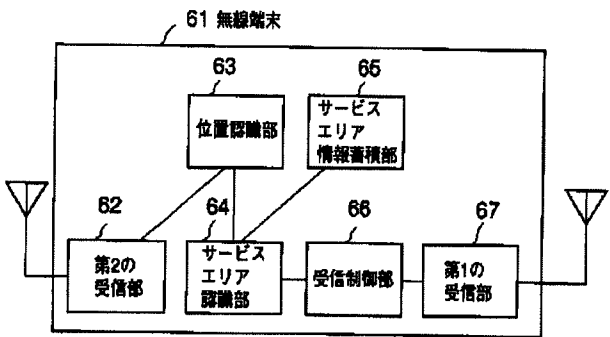 61 無線端末
63
位置認識部
65
サービス
エリア
情報蓄積部
62
第2の
受信部
64
サービス
エリア
認識部
66
受信制御部
67
第1の
受信部